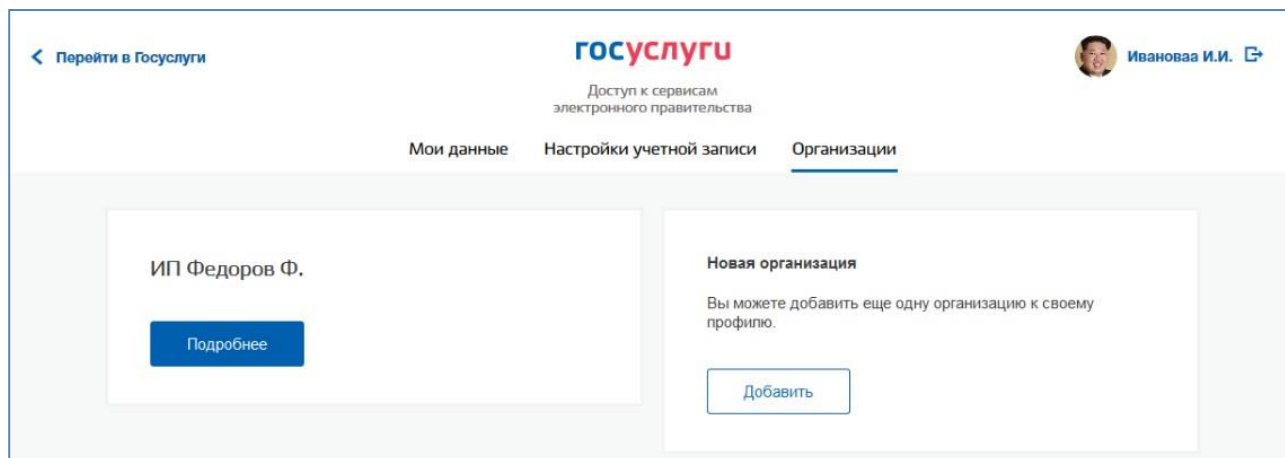 Перейти в Госуслуги
госуслуги
Ивановаа И.И.
Доступ к сервисам
электронного правительства
Мои данные Настройки учетной записи Организации
ИП Федоров Ф.
Подробнее
Новая организация
Вы можете добавить еще одну организацию к своему
профилю.
Добавить